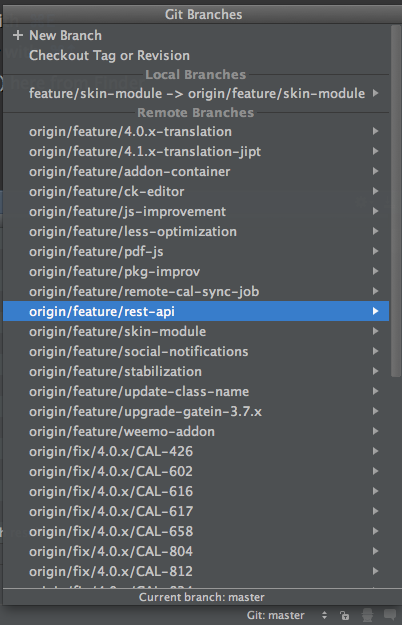 Git Branches
+ New Branch
Checkout Tag or Revision
Local Branches
feature/skin-module -> origin/feature/skin-module
Remote Branches
origin/feature/4.0.x-translation
origin/feature/4.1.x-translation-jipt
origin/feature/addon-container
origin/feature/ck-editor
origin/feature/js-improvement
origin/feature/less-optimization
origin/feature/pdf-js
origin/feature/pkg-improv
origin/feature/remote-cal-sync-job
origin/feature/rest-api
origin/feature/skin-module
origin/feature/social-notifications
origin/feature/stabilization
origin/feature/update-class-name
origin/feature/upgrade-gatein-3.7.x
origin/feature/weemo-addon
origin/fix/4.0.x/CAL-426
origin/fix/4.0.x/CAL-602
origin/fix/4.0.x/CAL-616
origin/fix/4.0.x/CAL-617
origin/fix/4.0.x/CAL-658
origin/fix/4.0.x/CAL-804
origin/fix/4.0.x/CAL-812
Current branch: master
Git: master